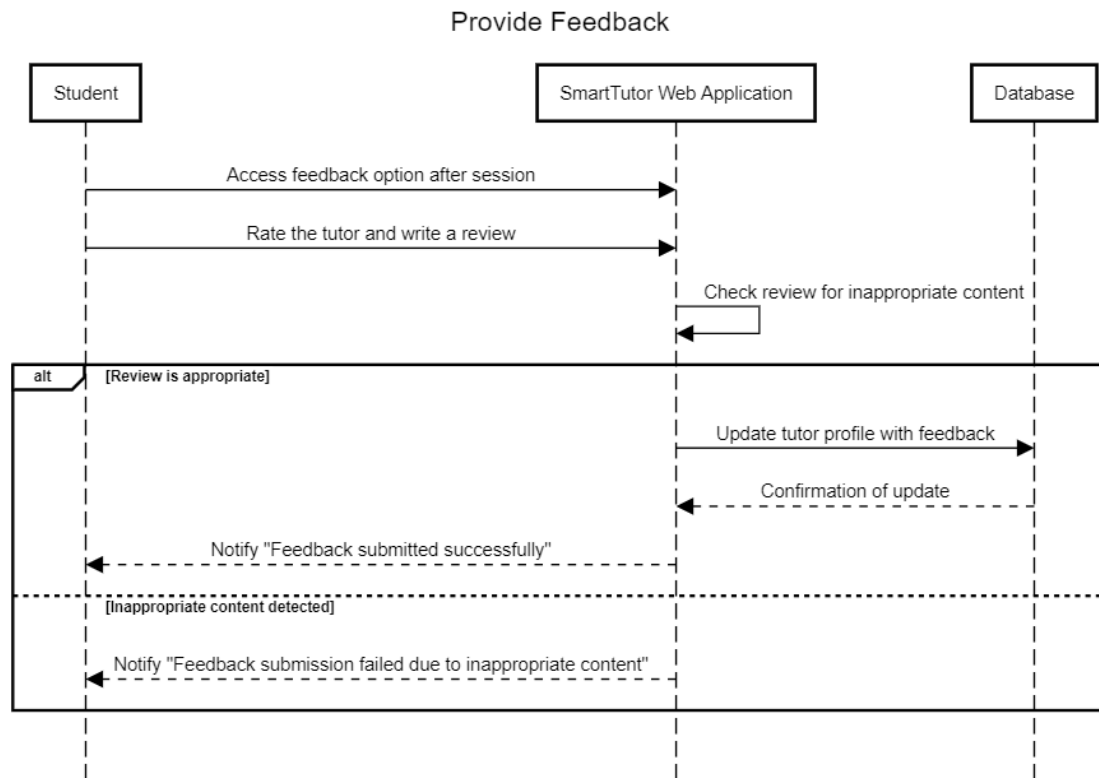 Provide Feedback
Student
SmartTutor Web Application
Database
Access feedback option after session
Rate the tutor and write a review
Check review for inappropriate content
alt
[Review is appropriate]
Update tutor profile with feedback
Confirmation of update
Notify "Feedback submitted successfully"
[Inappropriate content detected]
Notify "Feedback submission failed due to inappropriate content"